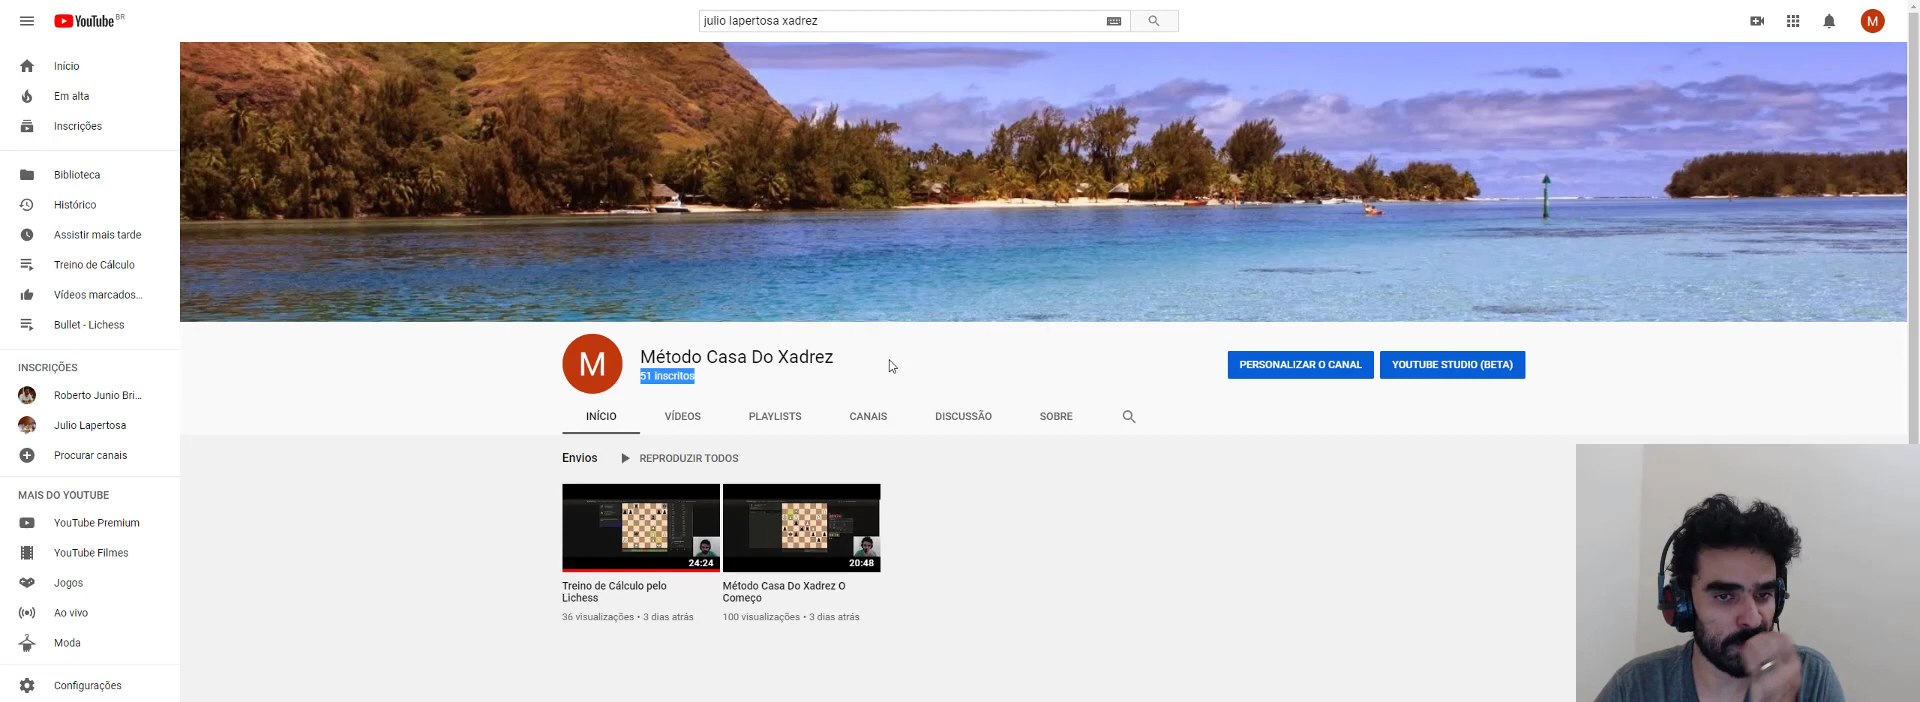 YouTube BR
julio lapertosa xadrez
M
Início
Em alta
Inscrições
Biblioteca
Histórico
Assistir mais tarde
Treino de Cálculo
Vídeos marcados...
Bullet - Lichess
INSCRIÇÕES
Roberto Junio Bri...
Julio Lapertosa
Procurar canais
MAIS DO YOUTUBE
YouTube Premium
YouTube Filmes
Jogos
Ao vivo
Moda
Configurações
M
Método Casa Do Xadrez
51 inscritos
PERSONALIZAR O CANAL
YOUTUBE STUDIO (BETA)
INÍCIO VÍDEOS PLAYLISTS CANAIS DISCUSSÃO SOBRE
Envios REPRODUZIR TODOS
24:24
Treino de Cálculo pelo
Lichess
36 visualizações • 3 dias atrás
20:48
Método Casa Do Xadrez O
Começo
100 visualizações • 3 dias atrás